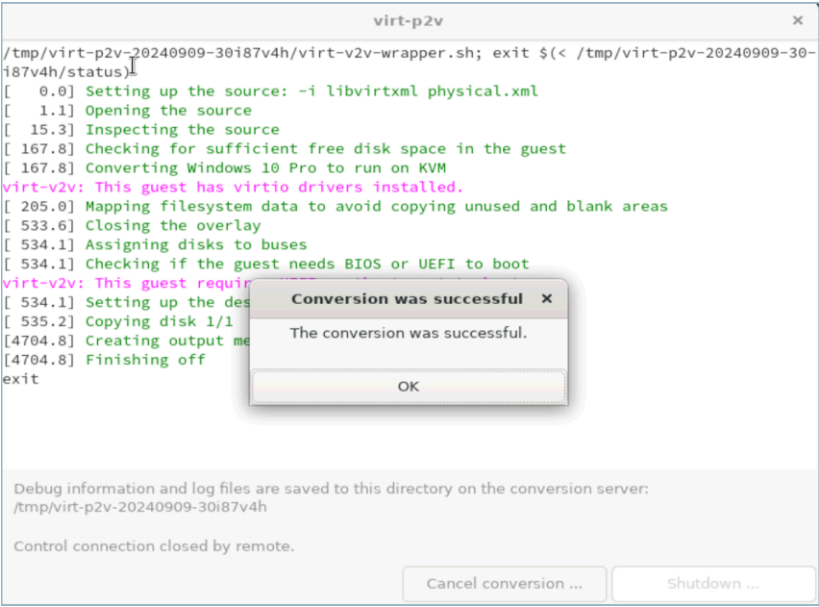 virt-p2v
/tmp/virt-p2v-20240909-30i87v4h/virt-v2v-wrapper.sh; exit $(< /tmp/virt-p2v-20240909-30-
i87v4h/status)
[   0.0] Setting up the source: -i libvirtxml physical.xml
[   1.1] Opening the source
[  15.3] Inspecting the source
[ 167.8] Checking for sufficient free disk space in the guest
[ 167.8] Converting Windows 10 Pro to run on KVM
virt-v2v: This guest has virtio drivers installed.
[ 205.0] Mapping filesystem data to avoid copying unused and blank areas
[ 533.6] Closing the overlay
[ 534.1] Assigning disks to buses
[ 534.1] Checking if the guest needs BIOS or UEFI to boot
virt-v2v: This guest requir
[ 534.1] Setting up the des
[ 535.2] Copying disk 1/1
[4704.8] Creating output me
[4704.8] Finishing off
exit
Conversion was successful
The conversion was successful.
OK
Debug information and log files are saved to this directory on the conversion server:
/tmp/virt-p2v-20240909-30i87v4h
Control connection closed by remote.
Cancel conversion ...
Shutdown ...